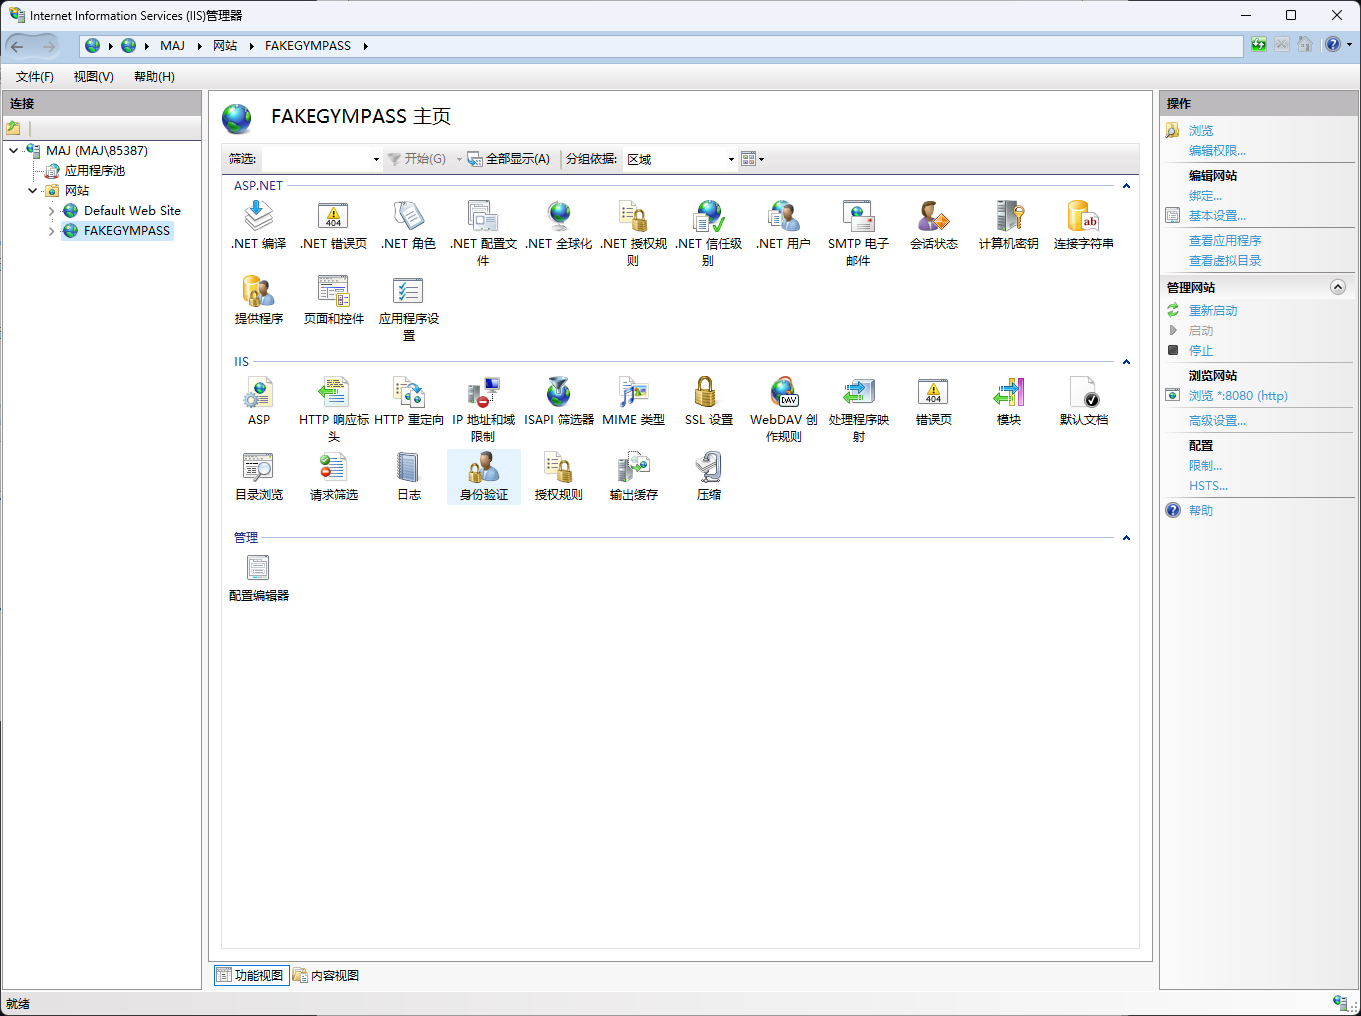 Internet Information Services (IIS)管理器
MAJ 网站 FAKEGYMPASS
文件(F) 视图(V) 帮助(H)
连接
MAJ (MAJ\85387)
应用程序池
网站
Default Web Site
FAKEGYMPASS
FAKEGYMPASS 主页
筛选: 开始(G) 全部显示(A) 分组依据: 区域
ASP.NET
.NET 编译
.NET 错误页
404
.NET 角色
.NET 配置文件
.NET 全球化
.NET 授权规则
.NET 信任级别
.NET 用户
SMTP 电子邮件
会话状态
计算机密钥
连接字符串
ab
提供程序
页面和控件
应用程序设置
IIS
ASP
HTTP 响应标头
HTTP 重定向
IP 地址和域限制
ISAPI 筛选器
MIME 类型
SSL 设置
WebDAV 创作规则
DAV
处理程序映射
错误页
404
模块
默认文档
目录浏览
请求筛选
日志
身份验证
授权规则
输出缓存
压缩
管理
配置编辑器
功能视图 内容视图
操作
浏览
编辑权限...
编辑网站
绑定...
基本设置...
查看应用程序
查看虚拟目录
管理网站
重新启动
启动
停止
浏览网站
浏览 *:8080 (http)
高级设置...
配置
限制...
HSTS...
帮助
就绪